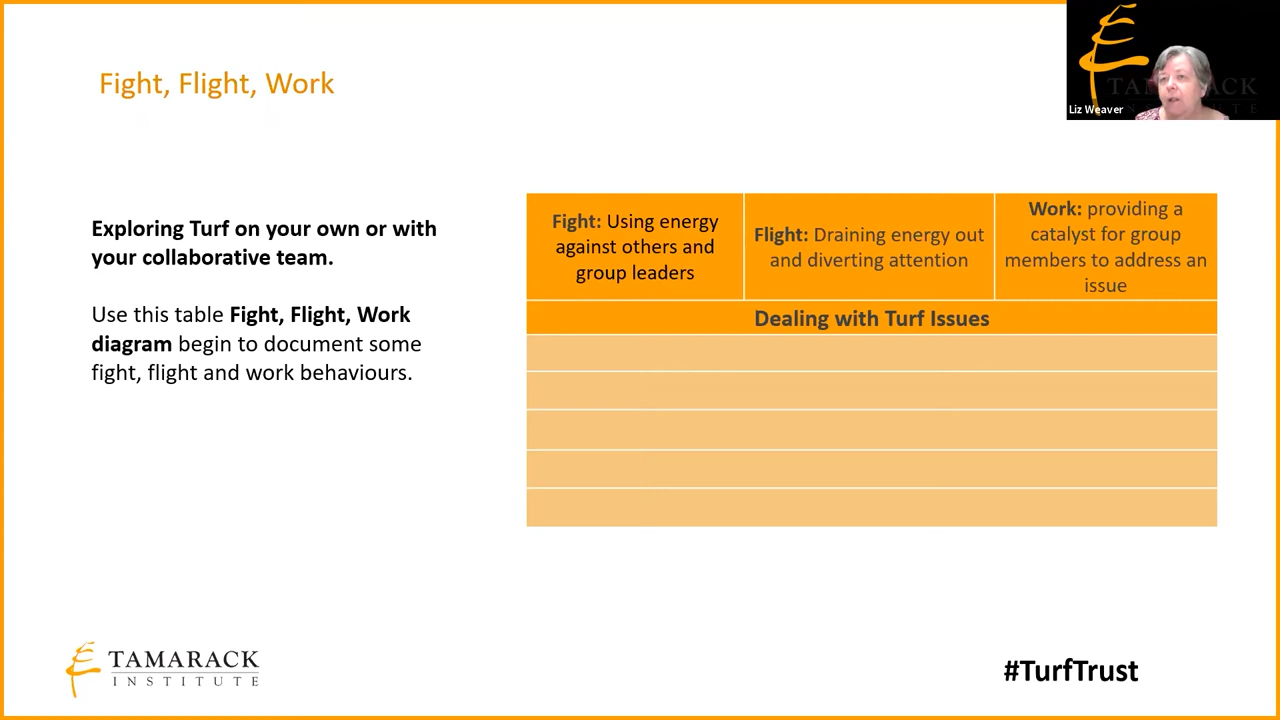 Fight, Flight, Work
TAMARACK
INSTITUTE
Liz Weaver
Exploring Turf on your own or with
your collaborative team.
Use this table Fight, Flight, Work
diagram begin to document some
fight, flight and work behaviours.
Fight: Using energy
against others and
group leaders
Flight: Draining energy out
and diverting attention
Work: providing a
catalyst for group
members to address an
issue
Dealing with Turf Issues
TAMARACK
INSTITUTE
#TurfTrust